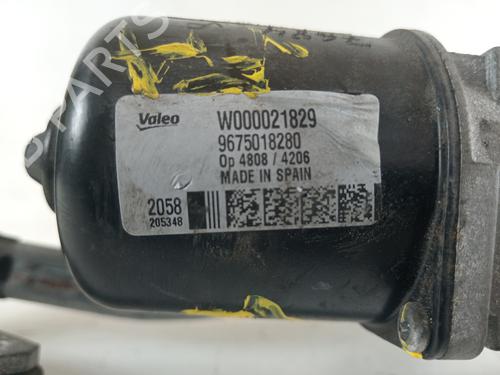 Valeo
W000021829
9675018280
Op 4808 / 4206
MADE IN SPAIN
2058
205348